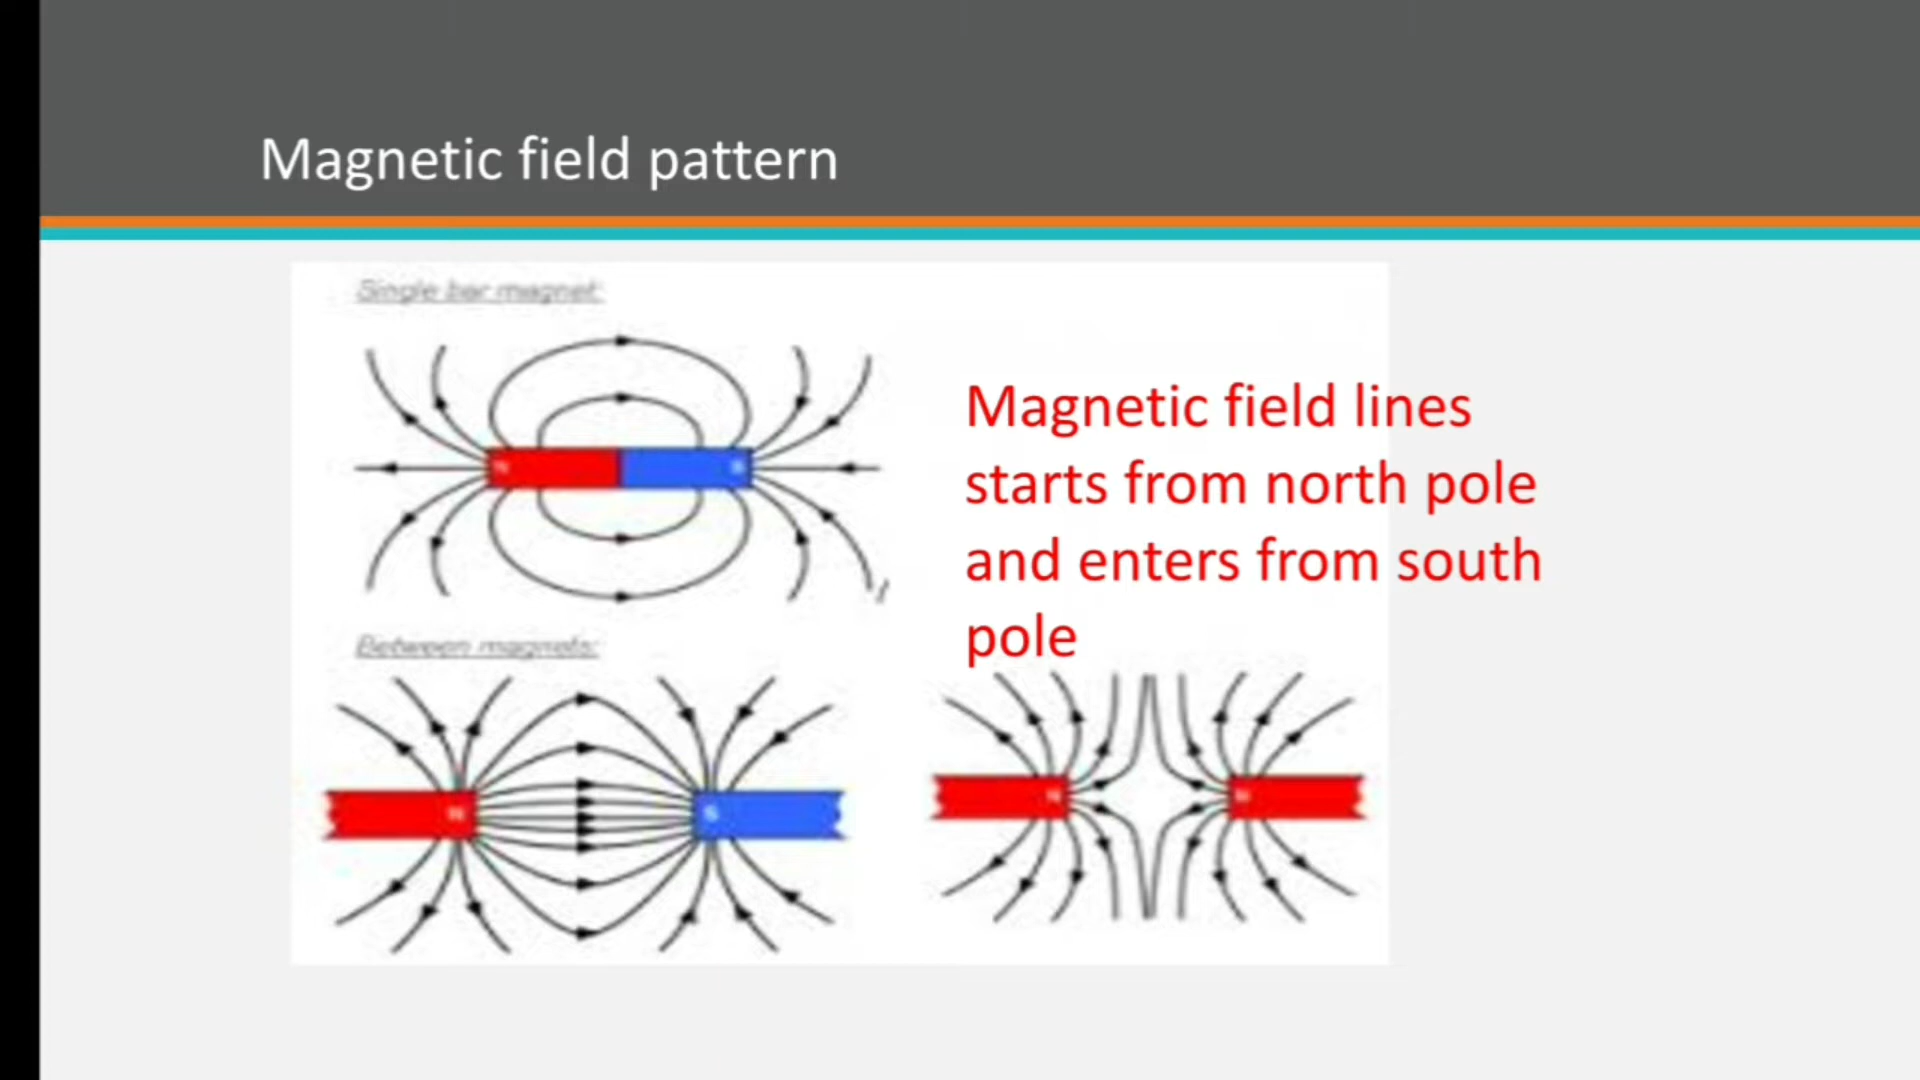 Magnetic field pattern
Single bar magnet:
N
S
Magnetic field lines
starts from north pole
and enters from south
pole
Between magnets:
N
S
N
N